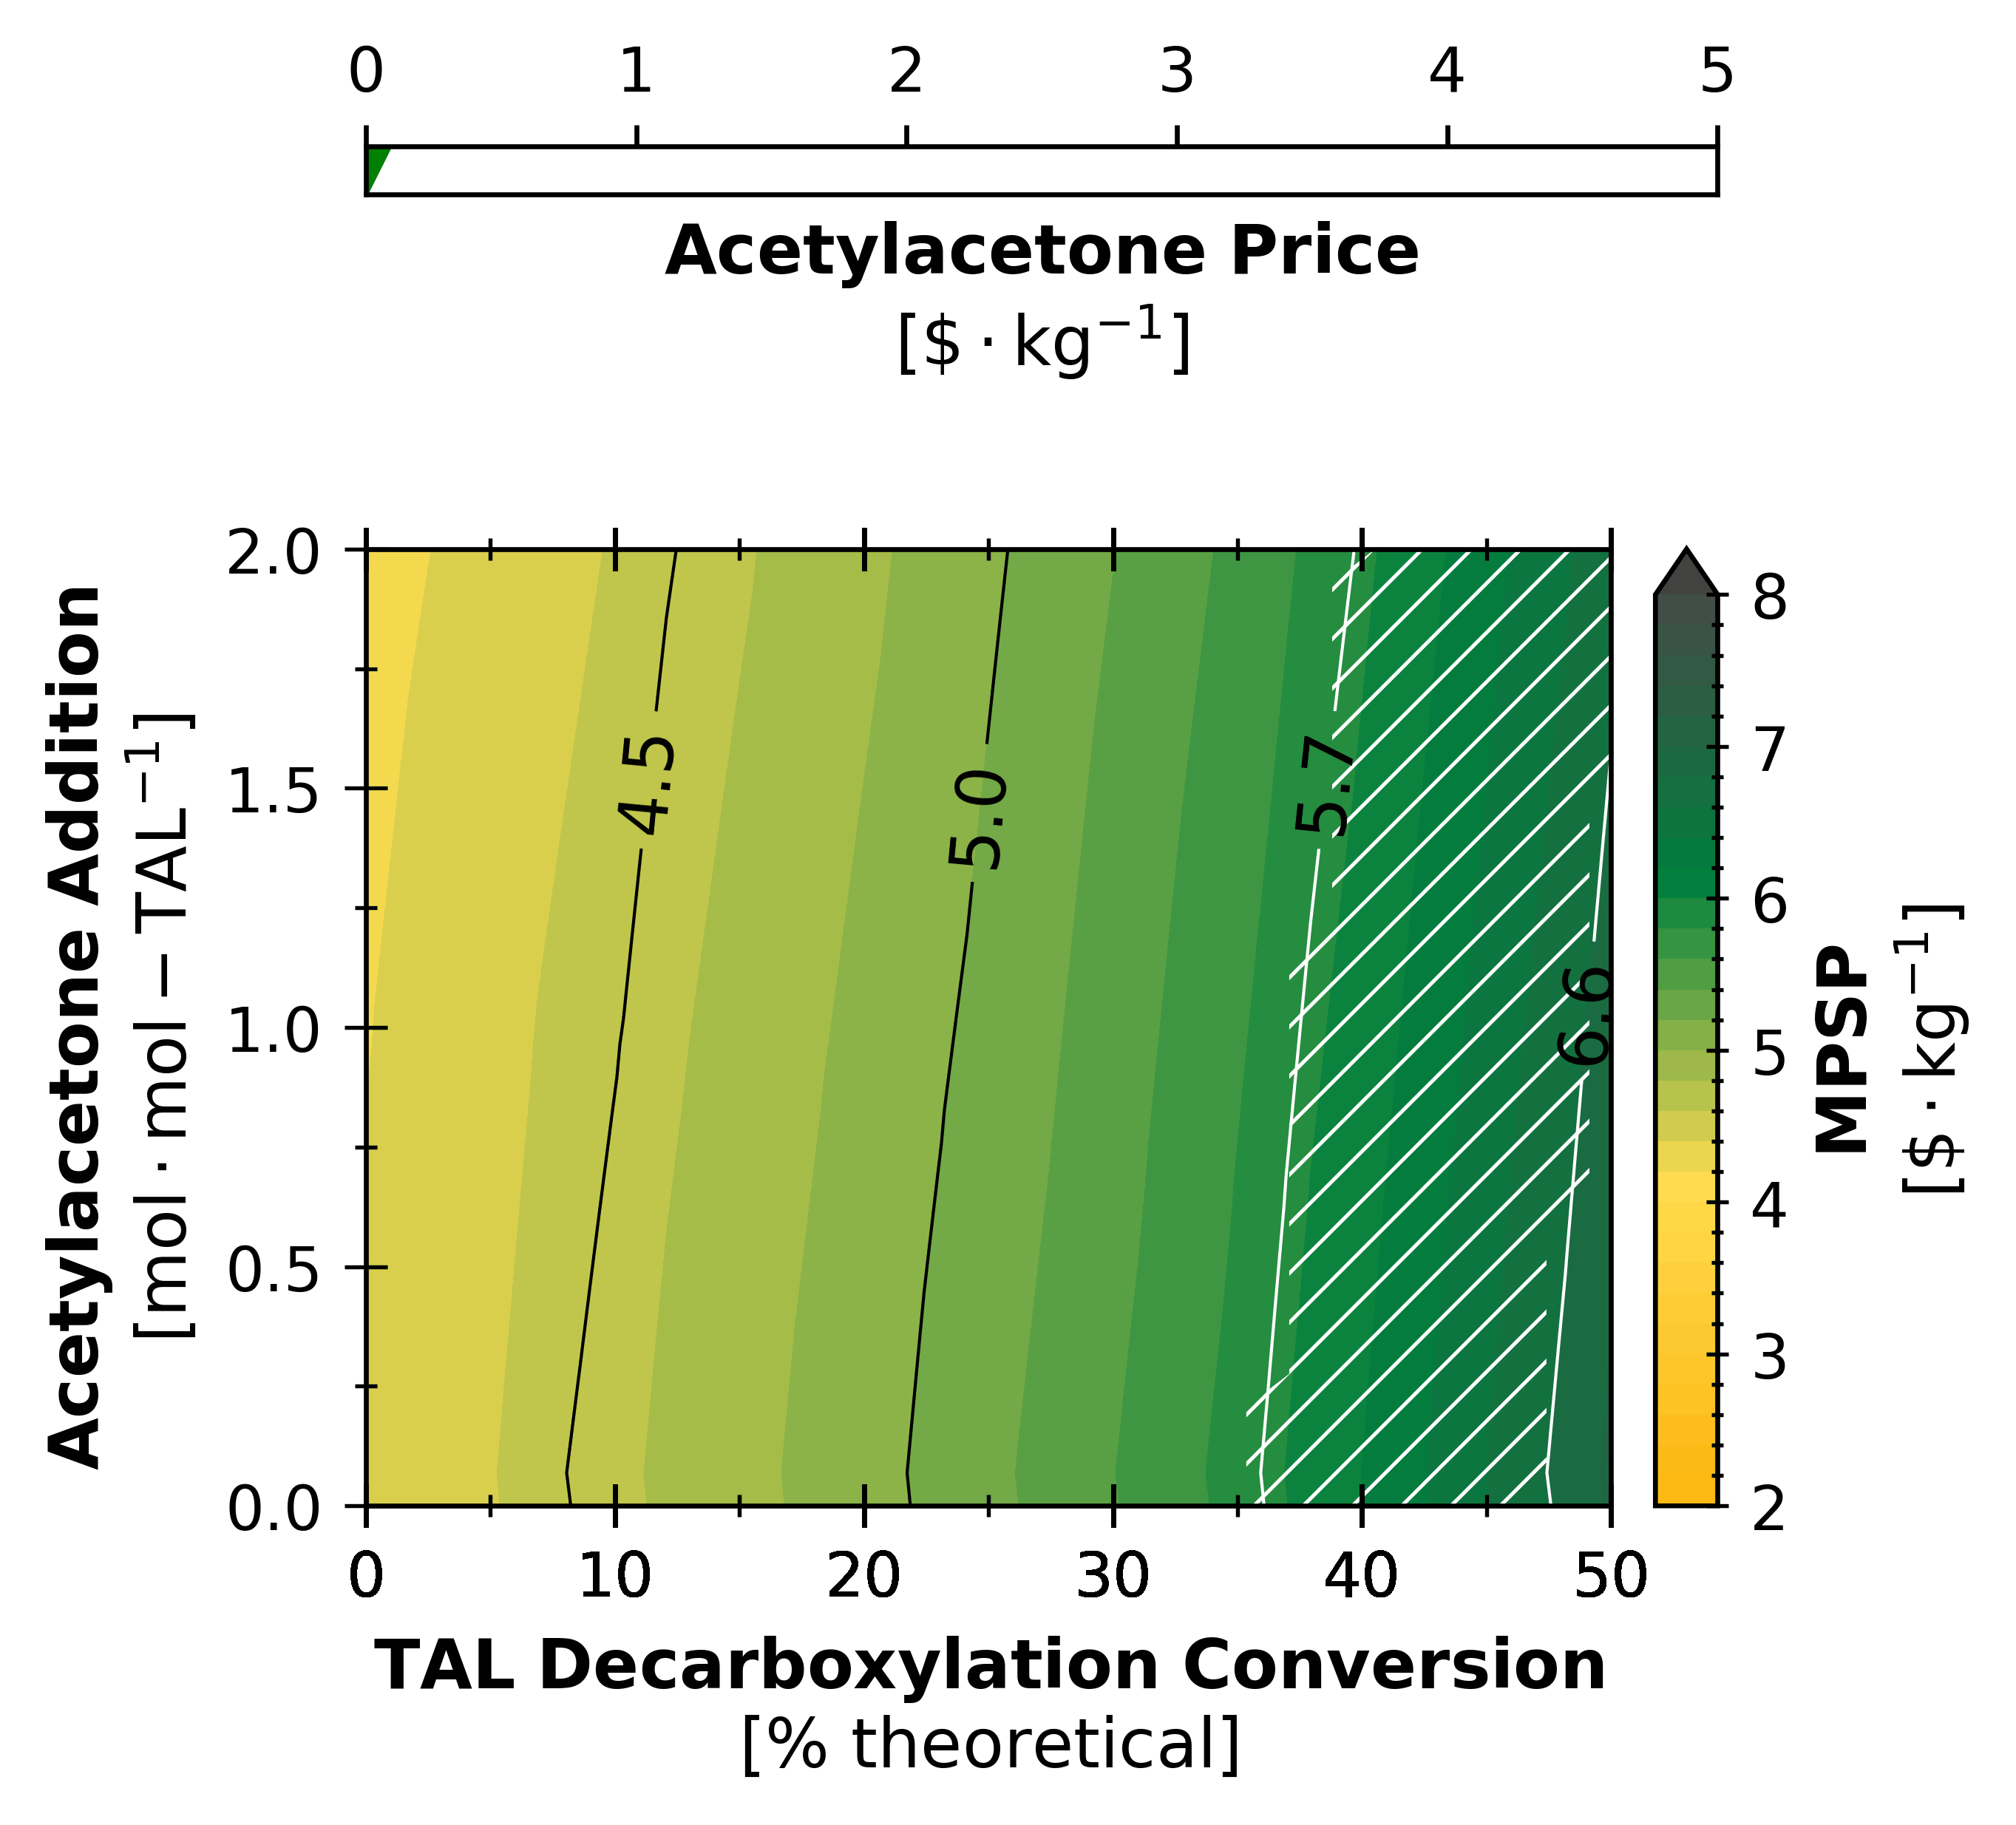 0 1 2 3 4 5
Acetylacetone Price
[$ · kg⁻¹]
Acetylacetone Addition
[mol · mol − TAL⁻¹]
2.0
1.5
1.0
0.5
0.0
4.5
5.0
5.7
6.6
0 10 20 30 40 50
TAL Decarboxylation Conversion
[% theoretical]
8
7
6
5
4
3
2
MPSP
[$ · kg⁻¹]